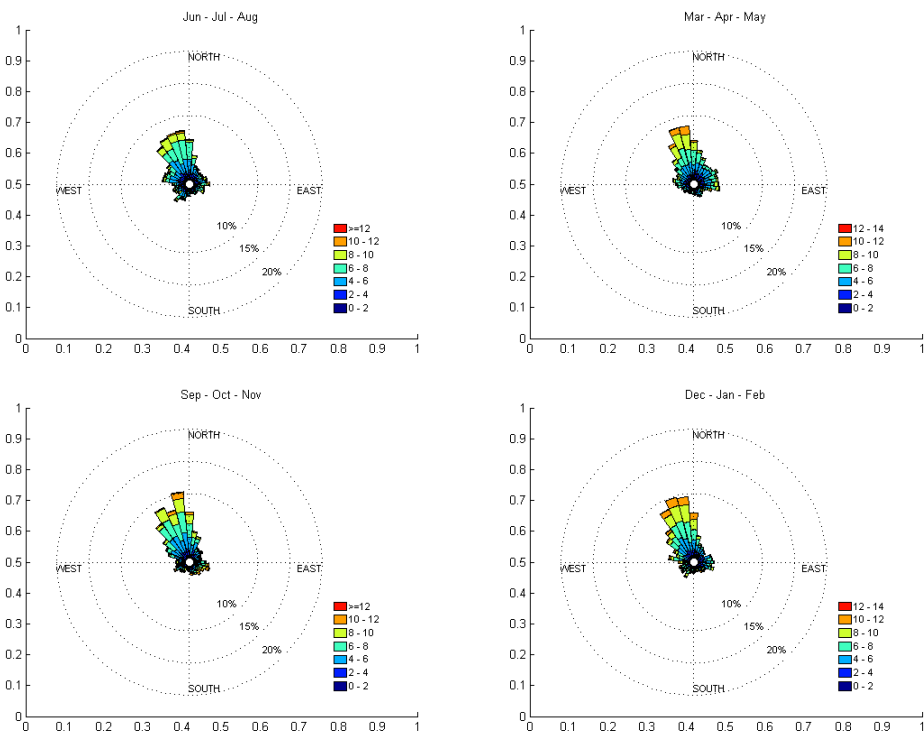 Jun - Jul - Aug
1
0.9
0.8
0.7
0.6
0.5
0.4
0.3
0.2
0.1
0
NORTH
WEST
EAST
SOUTH
10%
15%
20%
>=12
10 - 12
8 - 10
6 - 8
4 - 6
2 - 4
0 - 2
0 0.1 0.2 0.3 0.4 0.5 0.6 0.7 0.8 0.9 1
Mar - Apr - May
1
0.9
0.8
0.7
0.6
0.5
0.4
0.3
0.2
0.1
0
NORTH
WEST
EAST
SOUTH
10%
15%
20%
12 - 14
10 - 12
8 - 10
6 - 8
4 - 6
2 - 4
0 - 2
0 0.1 0.2 0.3 0.4 0.5 0.6 0.7 0.8 0.9 1
Sep - Oct - Nov
1
0.9
0.8
0.7
0.6
0.5
0.4
0.3
0.2
0.1
0
NORTH
WEST
EAST
SOUTH
10%
15%
20%
>=12
10 - 12
8 - 10
6 - 8
4 - 6
2 - 4
0 - 2
0 0.1 0.2 0.3 0.4 0.5 0.6 0.7 0.8 0.9 1
Dec - Jan - Feb
1
0.9
0.8
0.7
0.6
0.5
0.4
0.3
0.2
0.1
0
NORTH
WEST
EAST
SOUTH
10%
15%
20%
12 - 14
10 - 12
8 - 10
6 - 8
4 - 6
2 - 4
0 - 2
0 0.1 0.2 0.3 0.4 0.5 0.6 0.7 0.8 0.9 1